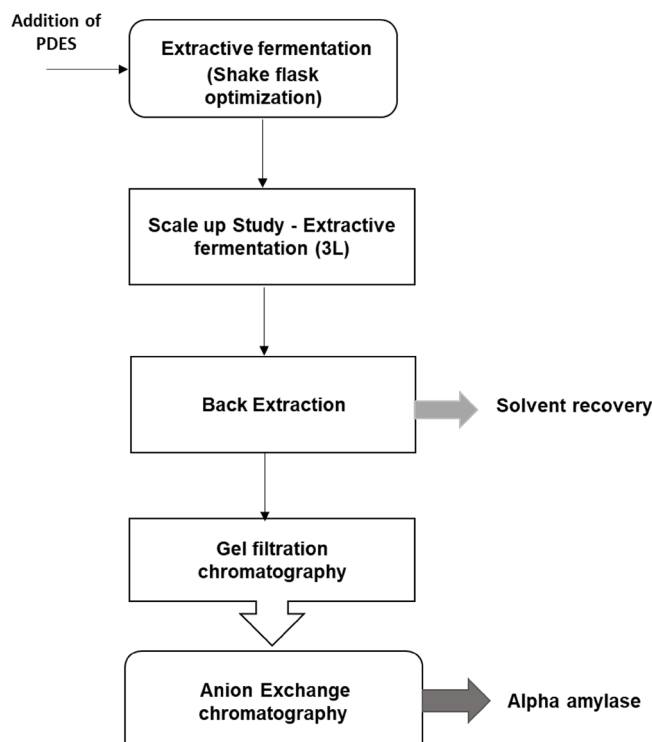 Addition of
PDES
Extractive fermentation
(Shake flask
optimization)
Scale up Study - Extractive
fermentation (3L)
Back Extraction
Solvent recovery
Gel filtration
chromatography
Anion Exchange
chromatography
Alpha amylase